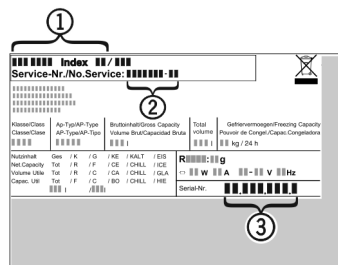 1
Index /
Service-Nr./No.Service: -
2
Klasse/Class Ap-Typ/AP-Type Bruttoinhalt/Gross Capacity Total Gefriervermoegen/Freezing Capacity
Classe/Clase AP-Type/AP-Tipo Volume Brut/Capacidad Bruta volume Pouvoir de Congel./Capac.Congeladora
l l kg / 24 h
Nutzinhalt Ges / K / G / KE / KALT / EIS
Net Capacity Tot / R / F / CE / CHILL / ICE
Volume Utile Tot / R / C / CA / CHILL / GLA
Capac. Util Tot / F / C / BO / CHILL / HIE
l / l
R : g
W A - V Hz
Serial-Nr. , , ,
3